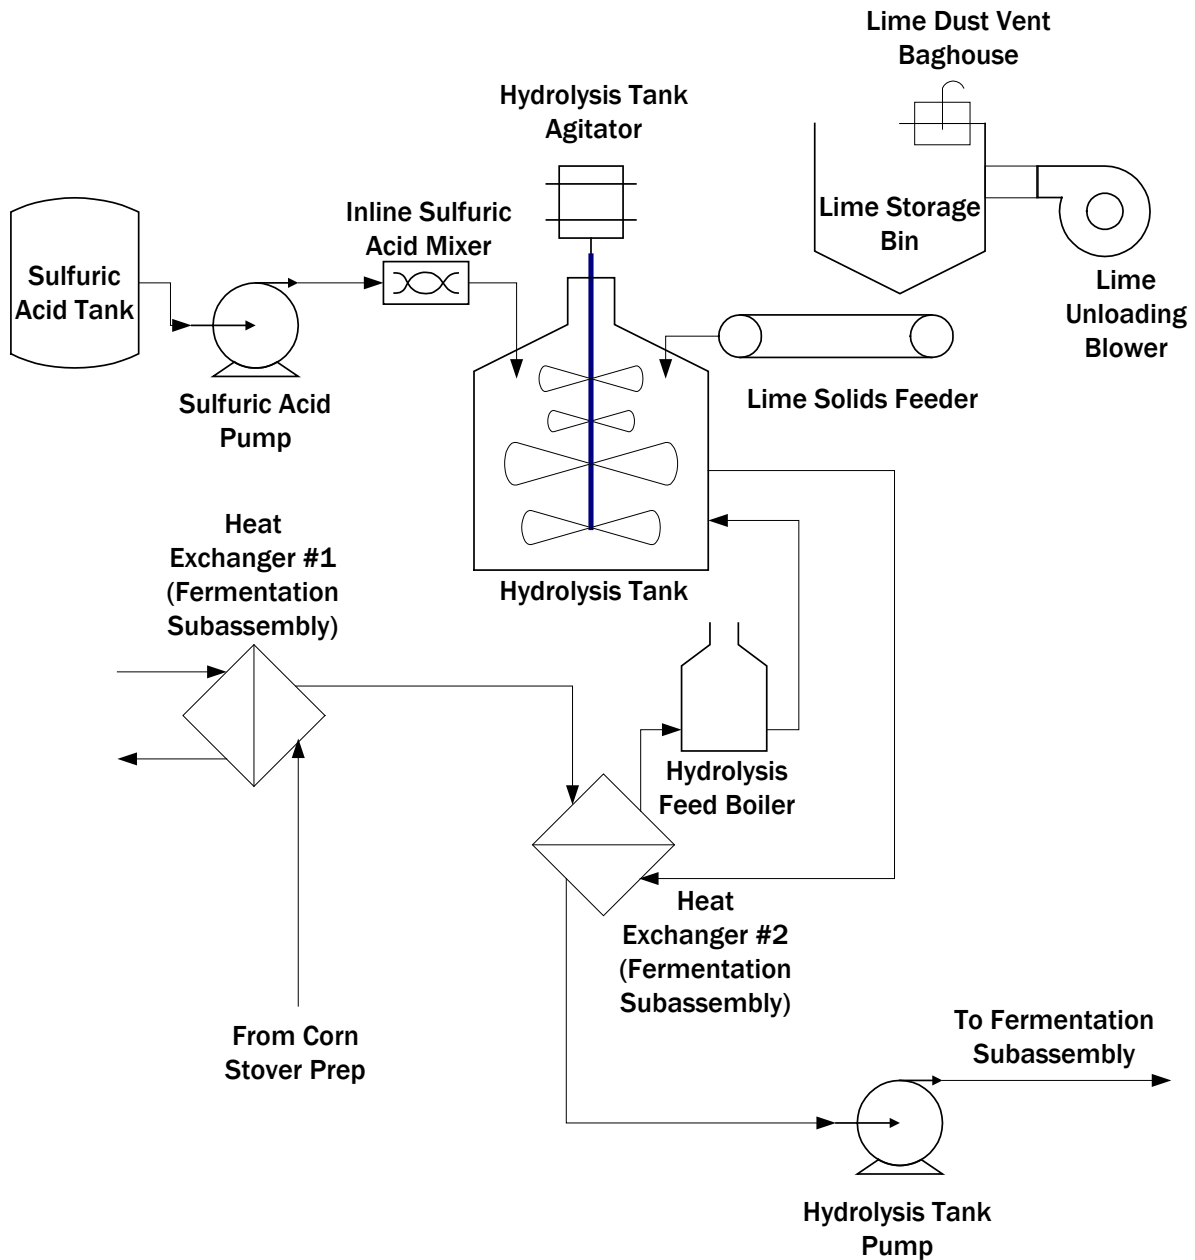 Lime Dust Vent
Baghouse
Hydrolysis Tank
Agitator
Inline Sulfuric
Acid Mixer
Lime Storage
Bin
Sulfuric
Acid Tank
Lime
Unloading
Blower
Sulfuric Acid
Pump
Lime Solids Feeder
Heat
Exchanger #1
(Fermentation
Subassembly)
Hydrolysis Tank
Hydrolysis
Feed Boiler
Heat
Exchanger #2
(Fermentation
Subassembly)
From Corn
Stover Prep
To Fermentation
Subassembly
Hydrolysis Tank
Pump